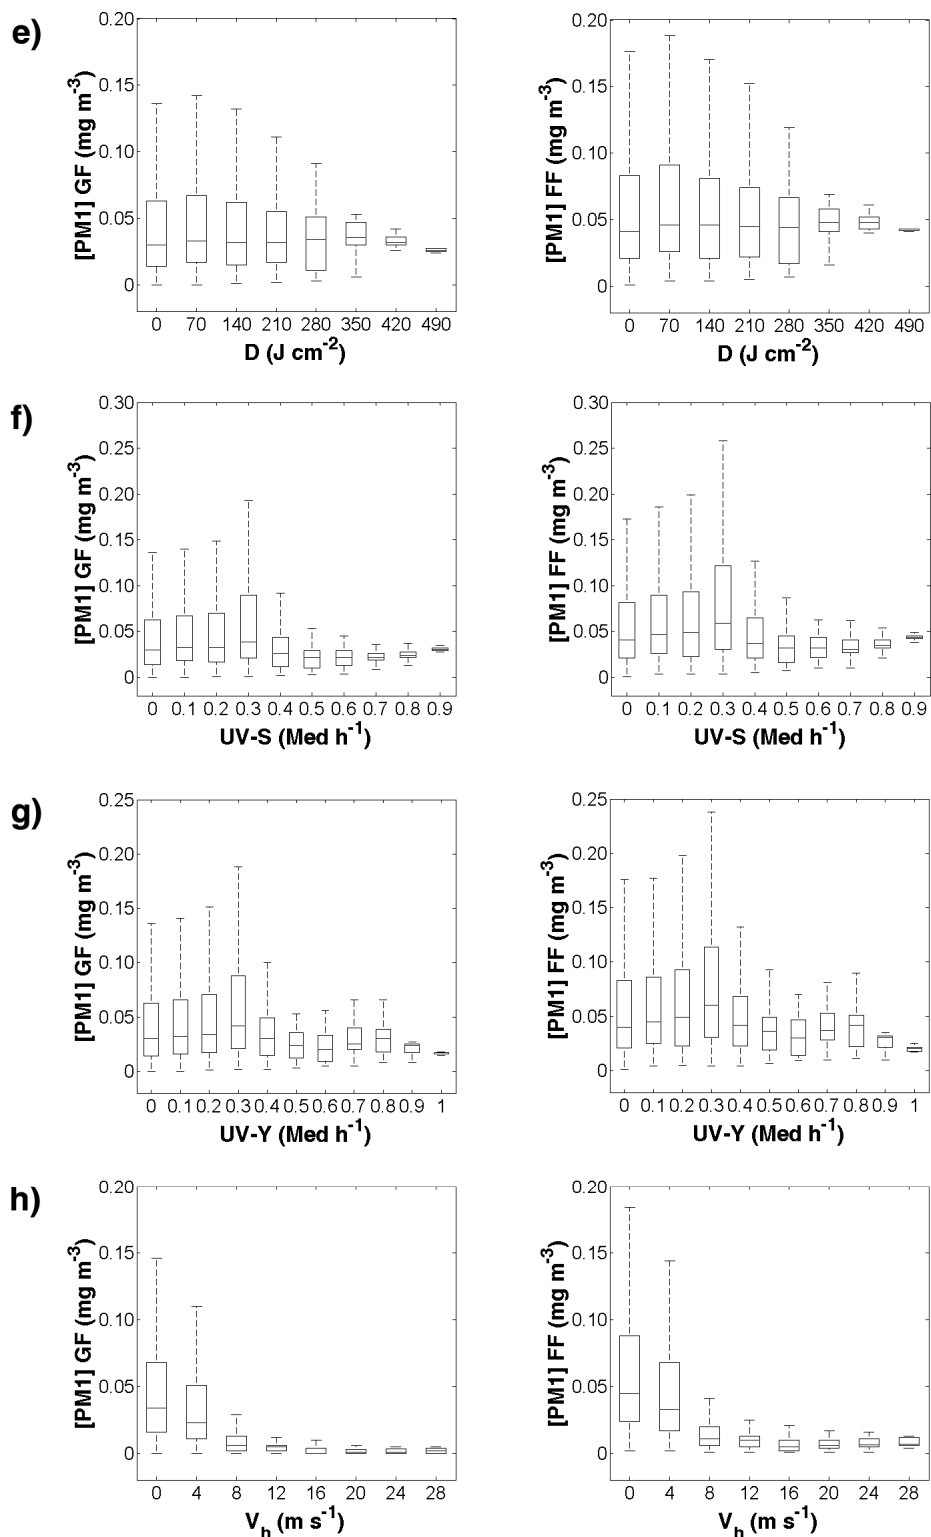 e)
[PM1] GF (mg m⁻³)
0.20
0.15
0.10
0.05
0
0 70 140 210 280 350 420 490
D (J cm⁻²)
[PM1] FF (mg m⁻³)
0.20
0.15
0.10
0.05
0
0 70 140 210 280 350 420 490
D (J cm⁻²)
f)
[PM1] GF (mg m⁻³)
0.30
0.25
0.20
0.15
0.10
0.05
0
0 0.1 0.2 0.3 0.4 0.5 0.6 0.7 0.8 0.9
UV-S (Med h⁻¹)
[PM1] FF (mg m⁻³)
0.30
0.25
0.20
0.15
0.10
0.05
0
0 0.1 0.2 0.3 0.4 0.5 0.6 0.7 0.8 0.9
UV-S (Med h⁻¹)
g)
[PM1] GF (mg m⁻³)
0.25
0.20
0.15
0.10
0.05
0
0 0.1 0.2 0.3 0.4 0.5 0.6 0.7 0.8 0.9 1
UV-Y (Med h⁻¹)
[PM1] FF (mg m⁻³)
0.25
0.20
0.15
0.10
0.05
0
0 0.1 0.2 0.3 0.4 0.5 0.6 0.7 0.8 0.9 1
UV-Y (Med h⁻¹)
h)
[PM1] GF (mg m⁻³)
0.20
0.15
0.10
0.05
0
0 4 8 12 16 20 24 28
Vₕ (m s⁻¹)
[PM1] FF (mg m⁻³)
0.20
0.15
0.10
0.05
0
0 4 8 12 16 20 24 28
Vₕ (m s⁻¹)